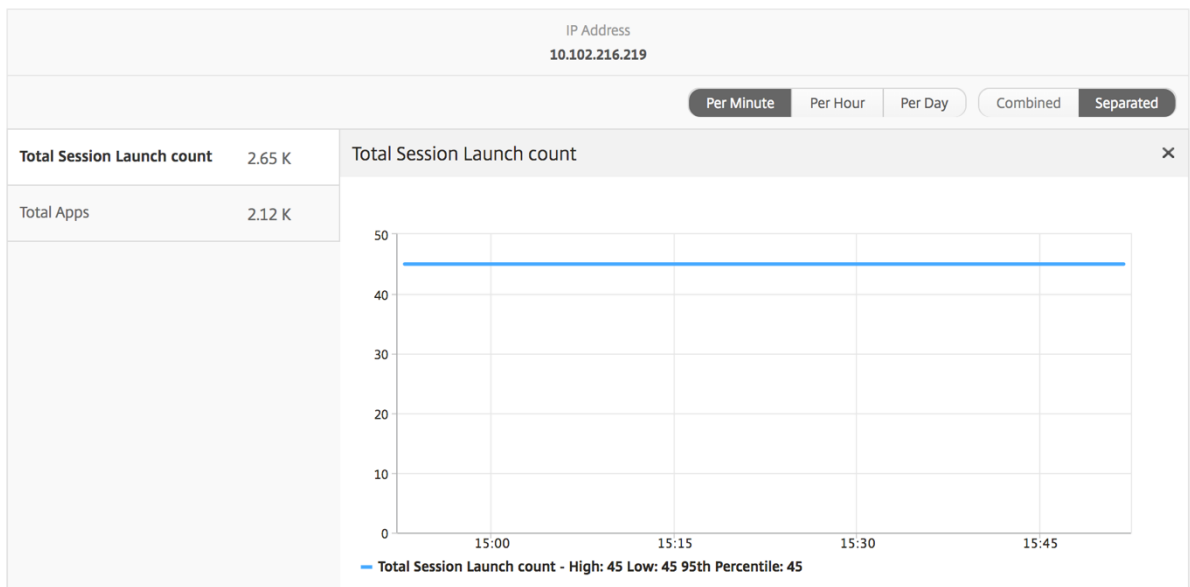 IP Address
10.102.216.219
Per Minute Per Hour Per Day Combined Separated
Total Session Launch count 2.65 K
Total Apps 2.12 K
Total Session Launch count ×
50
40
30
20
10
0
15:00 15:15 15:30 15:45
Total Session Launch count - High: 45 Low: 45 95th Percentile: 45